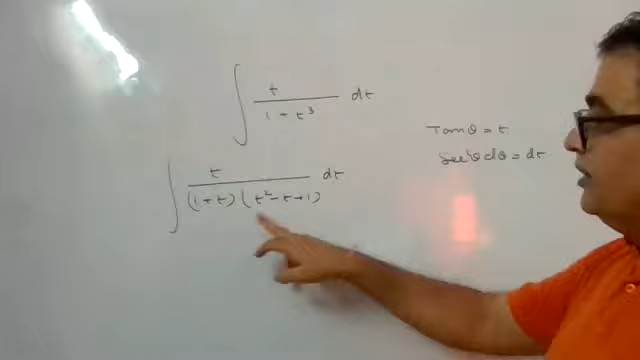 ∫ t / (1 + t³) dt
Tanθ = t
sec²θ dθ = dt
∫ t / ((1 + t)(t² - t + 1)) dt